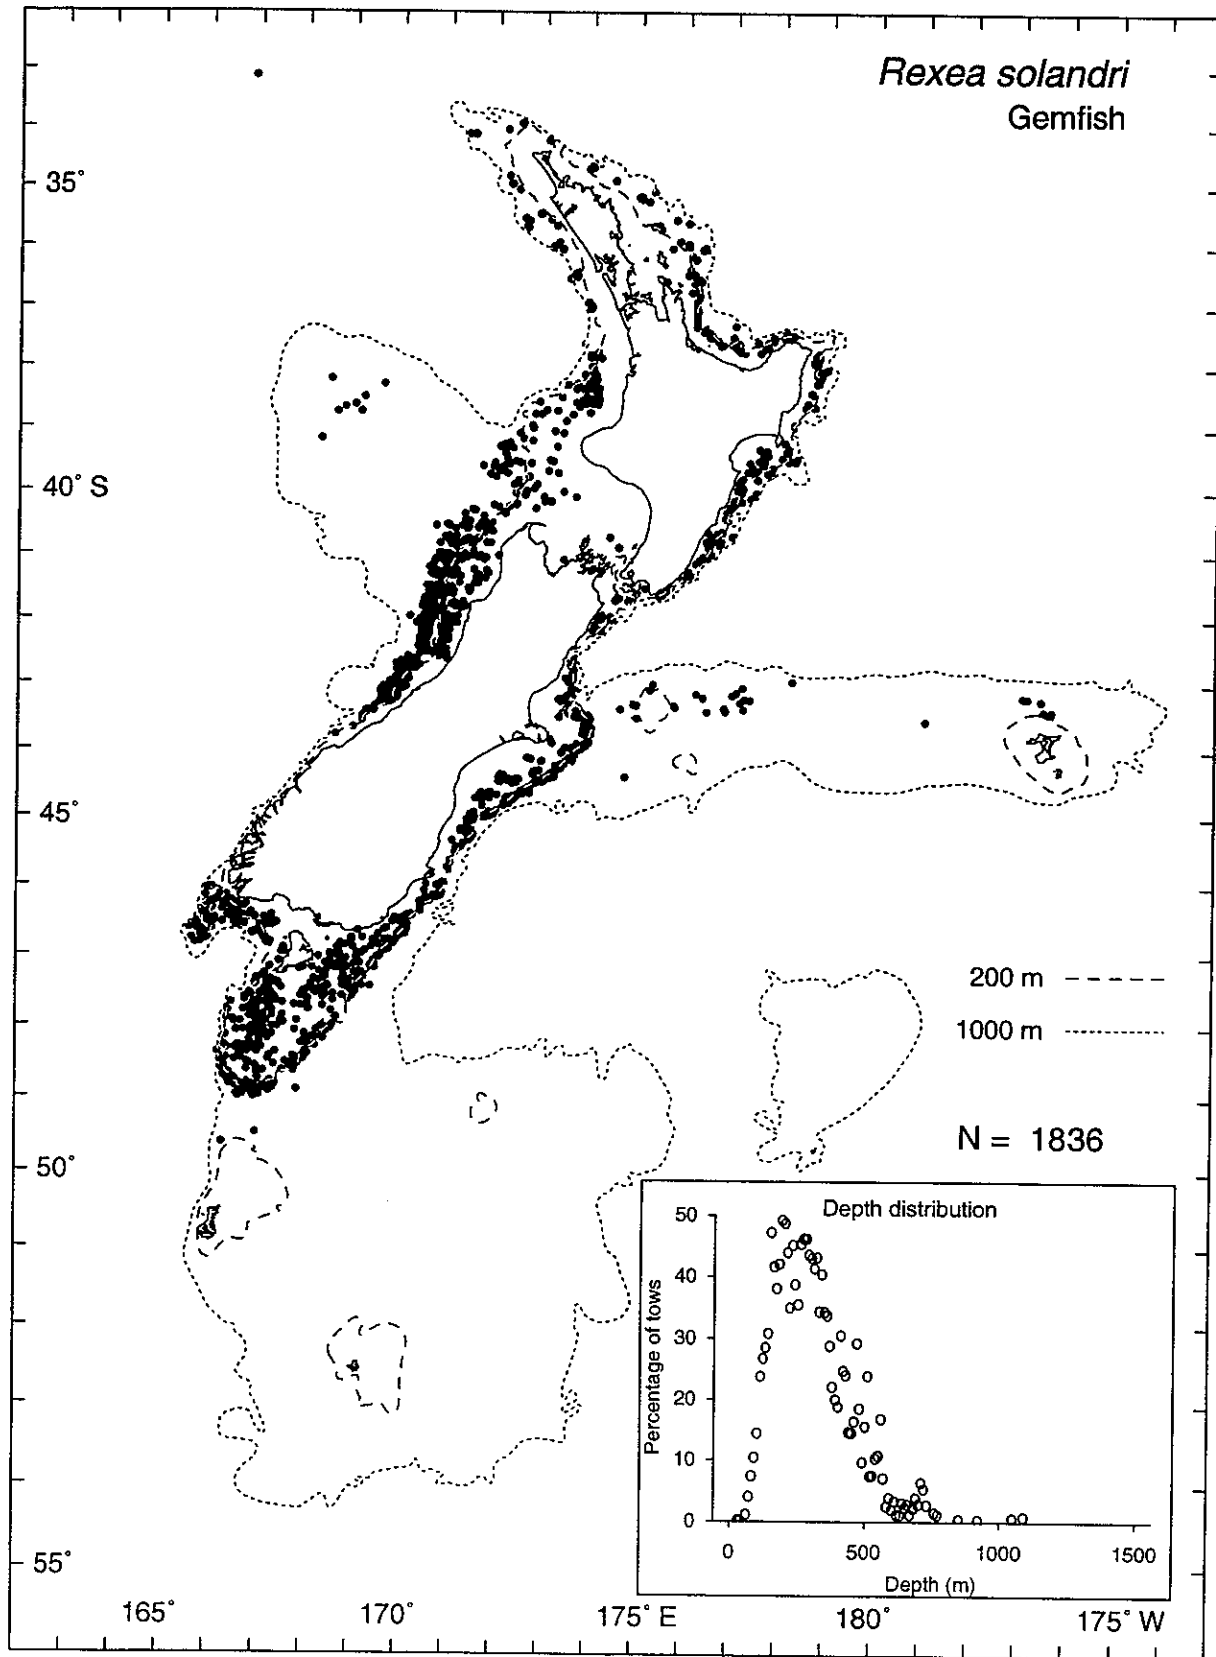 Rexea solandri
Gemfish
35°
40° S
45°
200 m
1000 m
N = 1836
50°
Depth distribution
50
40
30
20
10
0
Percentage of tows
0 500 1000 1500
Depth (m)
55°
165° 170° 175° E 180° 175° W